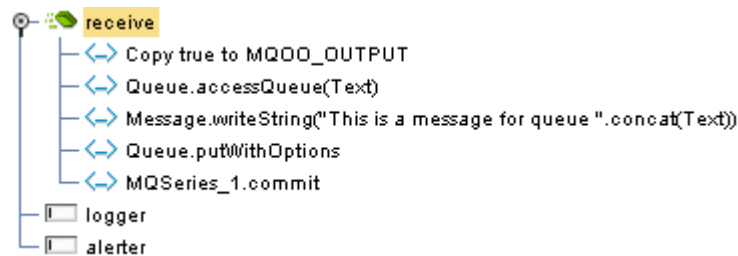 receive
Copy true to MQOO_OUTPUT
Queue.accessQueue(Text)
Message.writeString("This is a message for queue ".concat(Text))
Queue.putWithOptions
MQSeries_1.commit
logger
alerter